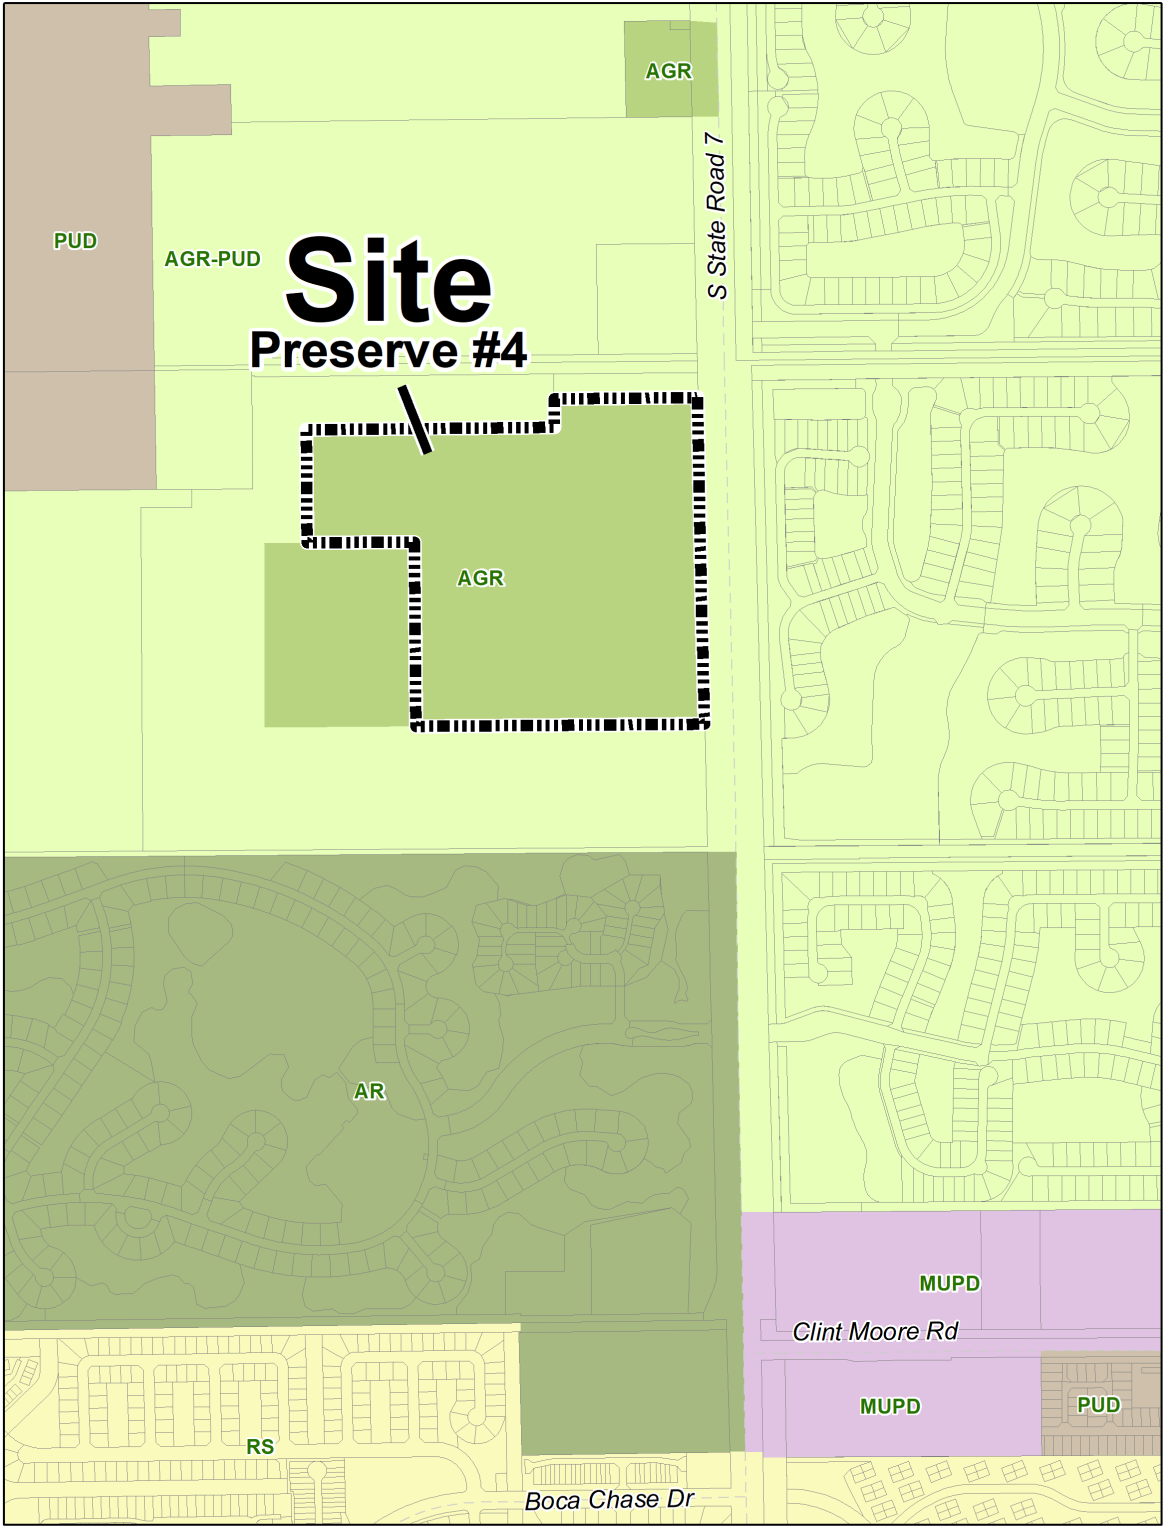 AGR
S State Road 7
PUD
AGR-PUD
Site
Preserve #4
AGR
AR
MUPD
Clint Moore Rd
MUPD
PUD
RS
Boca Chase Dr